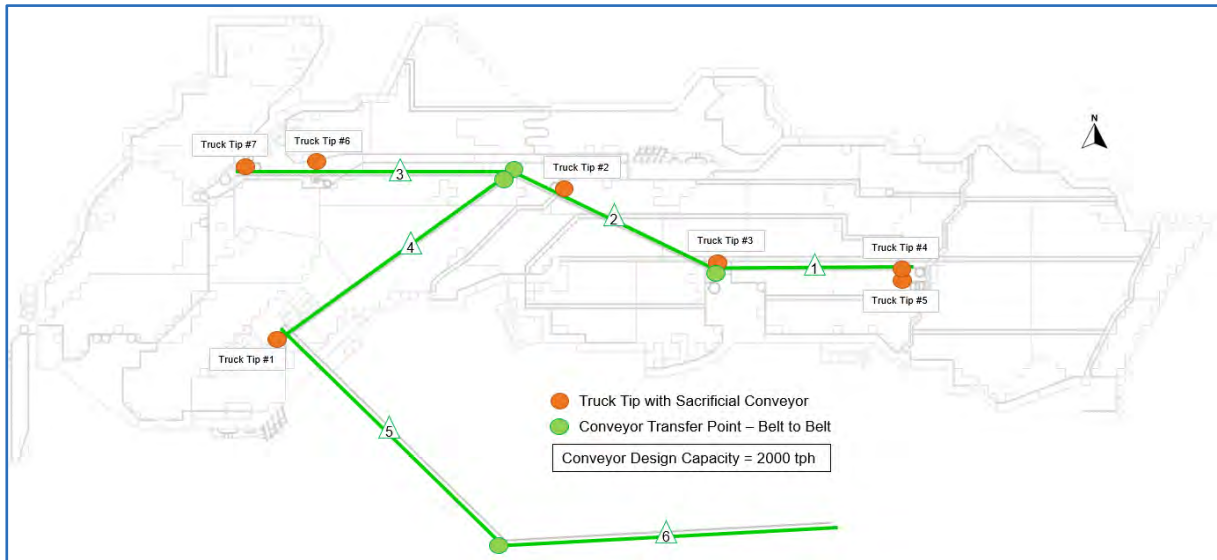 N
Truck Tip #7
Truck Tip #6
Truck Tip #2
3
2
Truck Tip #3
Truck Tip #4
4
1
Truck Tip #5
Truck Tip #1
Truck Tip with Sacrificial Conveyor
5
Conveyor Transfer Point – Belt to Belt
Conveyor Design Capacity = 2000 tph
6